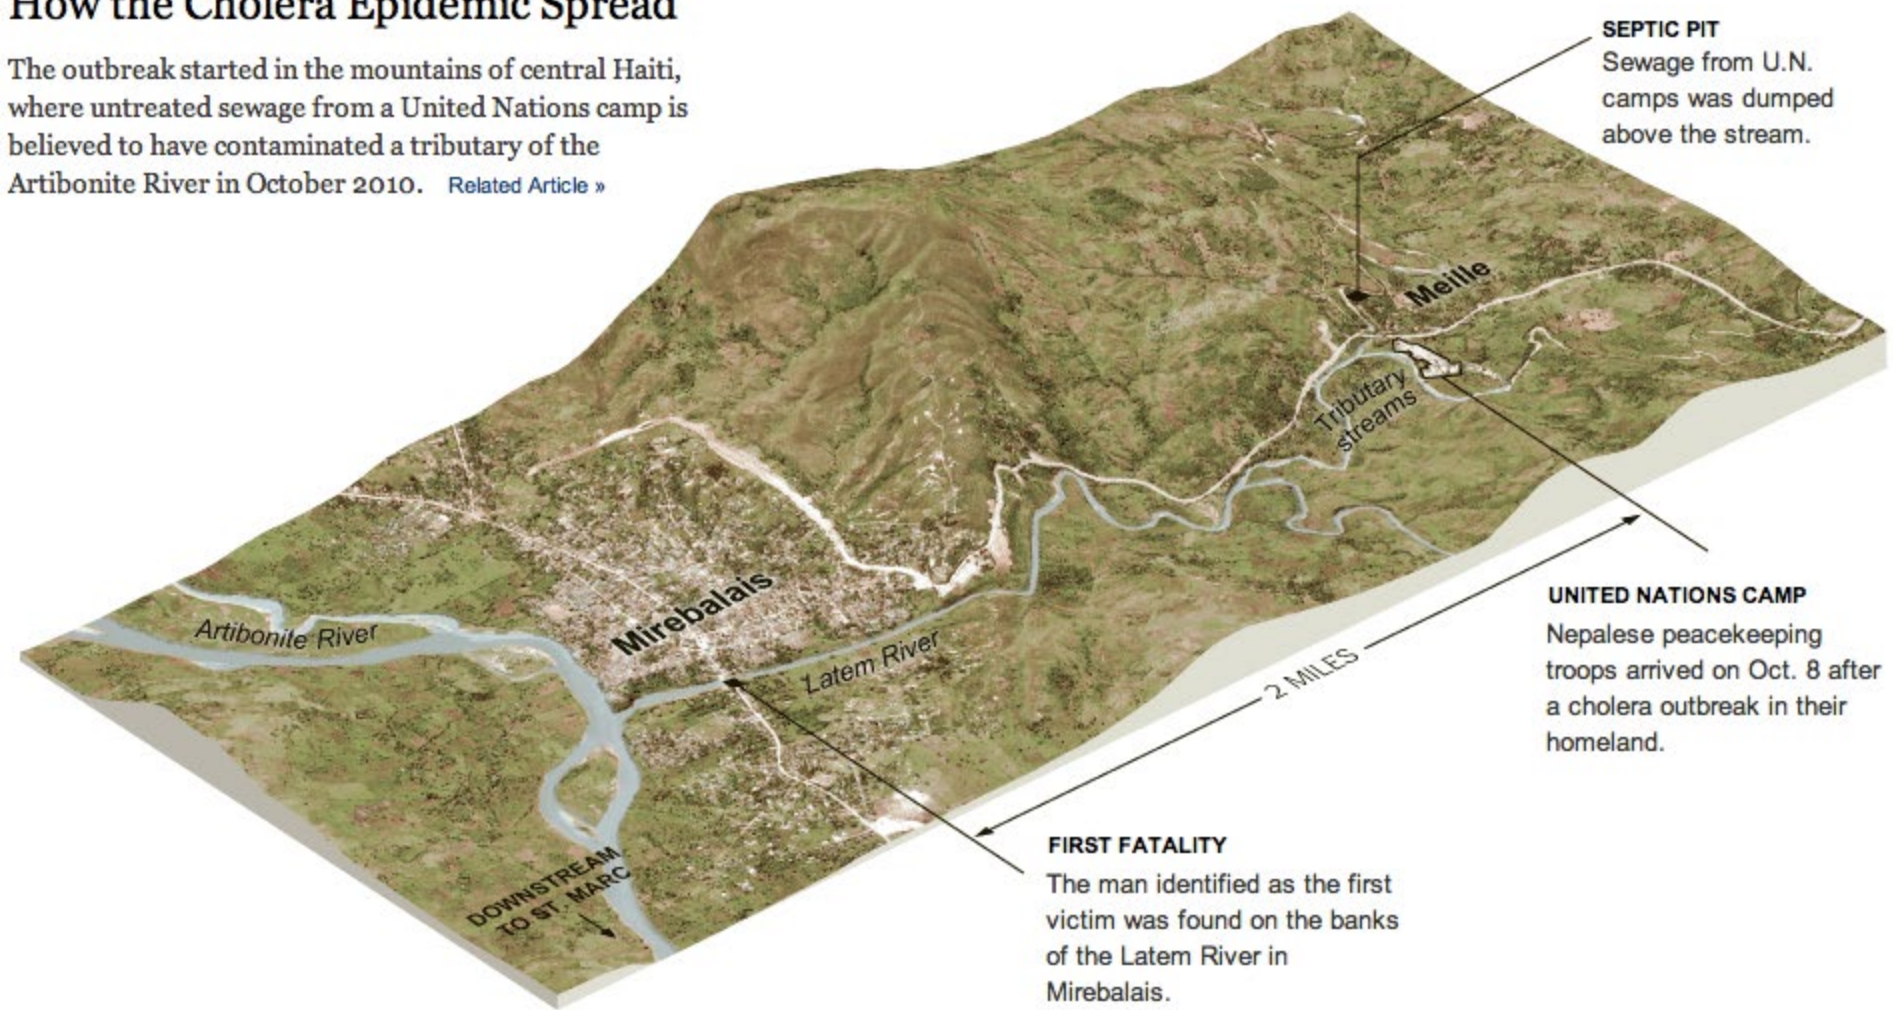 How the Cholera Epidemic Spread
The outbreak started in the mountains of central Haiti,
where untreated sewage from a United Nations camp is
believed to have contaminated a tributary of the
Artibonite River in October 2010. Related Article »
SEPTIC PIT
Sewage from U.N.
camps was dumped
above the stream.
Meille
Tributary
streams
Mirebalais
Artibonite River
Latem River
2 MILES
UNITED NATIONS CAMP
Nepalese peacekeeping
troops arrived on Oct. 8 after
a cholera outbreak in their
homeland.
FIRST FATALITY
The man identified as the first
victim was found on the banks
of the Latem River in
Mirebalais.
DOWNSTREAM
TO ST. MARC